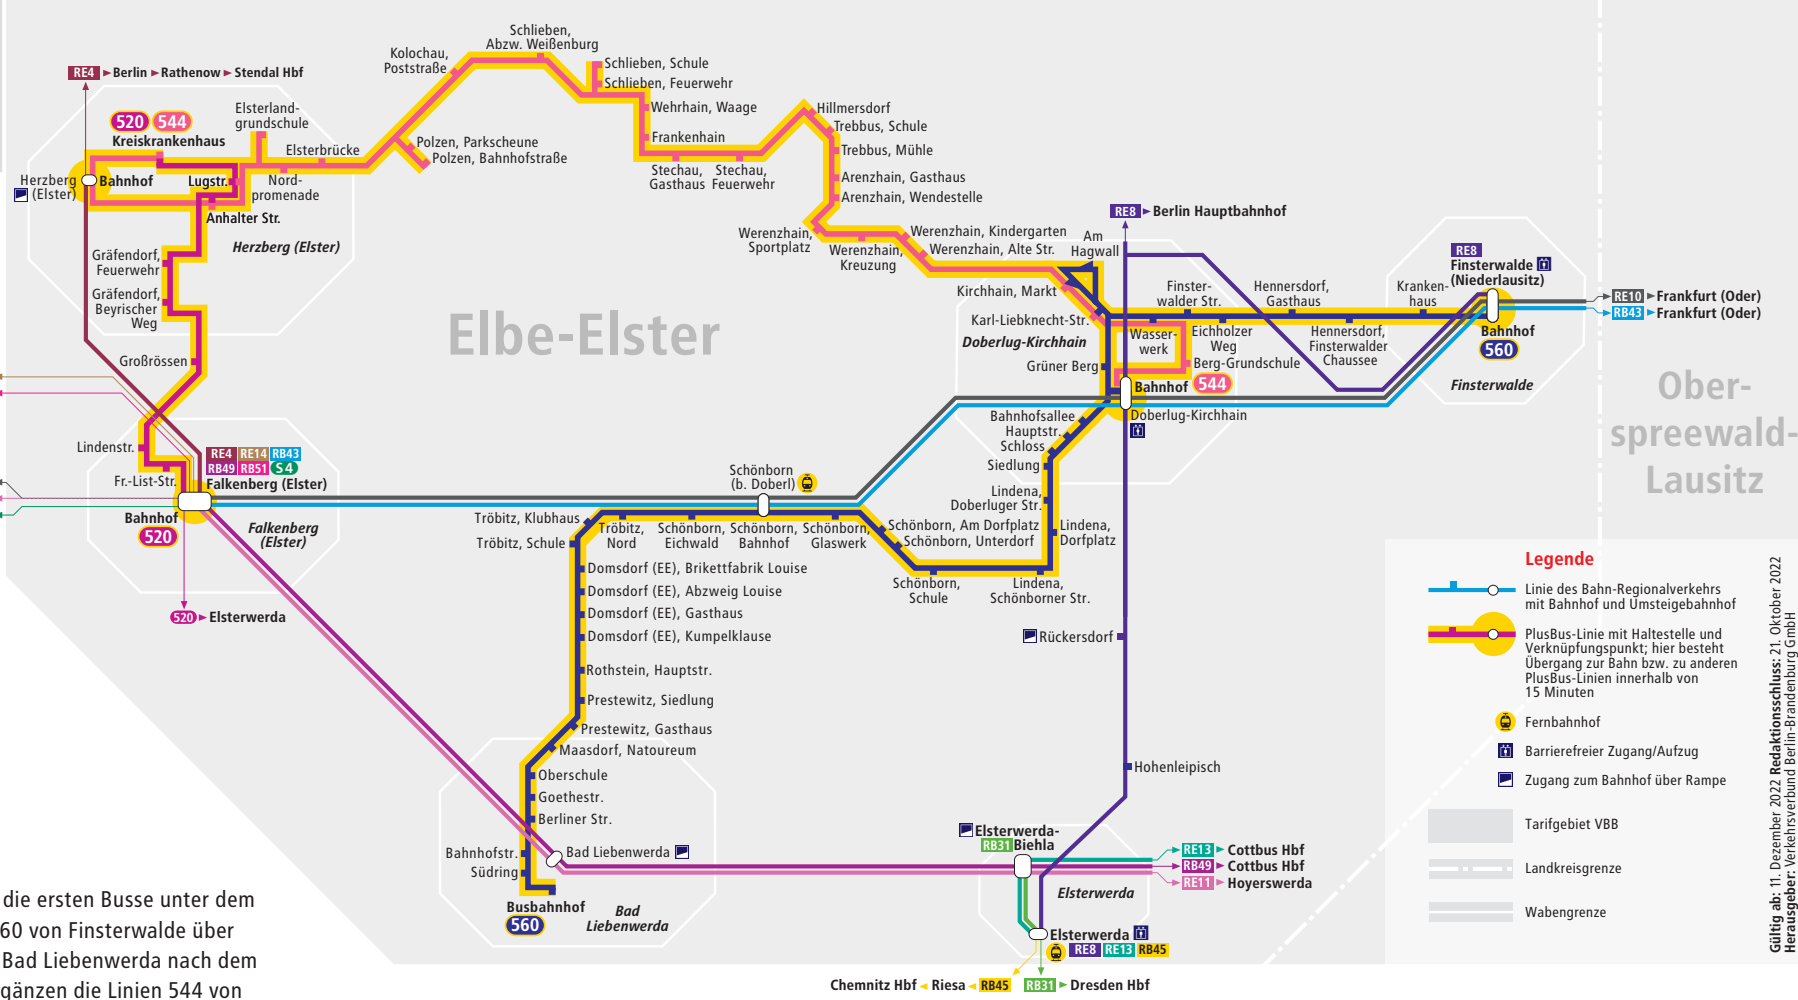 RE4 Berlin Rathenow Stendal Hbf
520 544
Kreiskrankenhaus
Elsterland-
grundschule
Elsterbrücke
Herzberg
(Elster)
Bahnhof
Lugstr.
Nord-
promenade
Anhalter Str.
Herzberg (Elster)
Gräfendorf,
Feuerwehr
Gräfendorf,
Beyrischer
Weg
Großrössen
Lindenstr.
Fr.-List-Str.
RE4 RE14 RB43
RB49 RB51 S4
Falkenberg (Elster)
Bahnhof
520
Falkenberg
(Elster)
520 Elsterwerda
Kolochau,
Poststraße
Schlieben,
Abzw. Weißenburg
Polzen, Parkscheune
Polzen, Bahnhofstraße
Schlieben, Schule
Schlieben, Feuerwehr
Wehrhain, Waage
Frankenhain
Stechau,
Gasthaus
Stechau,
Feuerwehr
Hillmersdorf
Trebbus, Schule
Trebbus, Mühle
Arenzhain, Gasthaus
Arenzhain, Wendestelle
Werenzhain,
Sportplatz
Werenzhain,
Kreuzung
Werenzhain, Kindergarten
Werenzhain, Alte Str.
Elbe-Elster
RE8 Berlin Hauptbahnhof
Am
Hagwall
Kirchhain, Markt
Karl-Liebknecht-Str.
Doberlug-Kirchhain
Grüner Berg
Finster-
walder Str.
Wasser-
werk
Eichholzer
Weg
Berg-Grundschule
Bahnhof 544
Doberlug-Kirchhain
Hennersdorf,
Gasthaus
Hennersdorf,
Finsterwalder
Chaussee
Kranken-
haus
RE8
Finsterwalde
(Niederlausitz)
Bahnhof
560
Finsterwalde
RE10 Frankfurt (Oder)
RB43 Frankfurt (Oder)
Ober-
spreewald-
Lausitz
Bahnhofsallee
Hauptstr.
Schloss
Siedlung
Lindena,
Doberluger Str.
Lindena,
Dorfplatz
Lindena,
Schönborner Str.
Schönborn,
Schule
Schönborn, Am Dorfplatz
Schönborn, Unterdorf
Schönborn
(b. Doberl)
Schönborn,
Glaswerk
Schönborn,
Bahnhof
Schönborn,
Eichwald
Tröbitz,
Nord
Tröbitz, Klubhaus
Tröbitz, Schule
Domsdorf (EE), Brikettfabrik Louise
Domsdorf (EE), Abzweig Louise
Domsdorf (EE), Gasthaus
Domsdorf (EE), Kumpelklause
Rothstein, Hauptstr.
Prestewitz, Siedlung
Prestewitz, Gasthaus
Maasdorf, Natoureum
Oberschule
Goethestr.
Berliner Str.
Bahnhofstr.
Bad Liebenwerda
Südring
Busbahnhof
560
Bad
Liebenwerda
Rückersdorf
Hohenleipisch
Elsterwerda-
RB31 Biehla
RE13 Cottbus Hbf
RB49 Cottbus Hbf
RE11 Hoyerswerda
Elsterwerda
Elsterwerda
RE8 RE13 RB45
Chemnitz Hbf Riesa RB45 RB31 Dresden Hbf
Legende
Linie des Bahn-Regionalverkehrs
mit Bahnhof und Umsteigebahnhof
PlusBus-Linie mit Haltestelle und
Verknüpfungspunkt; hier besteht
Übergang zur Bahn bzw. zu anderen
PlusBus-Linien innerhalb von
15 Minuten
Fernbahnhof
Barrierefreier Zugang/Aufzug
Zugang zum Bahnhof über Rampe
Tarifgebiet VBB
Landkreisgrenze
Wabengrenze
Gültig ab: 11. Dezember 2022 Redaktionsschluss: 21. Oktober 2022
Herausgeber: Verkehrsverbund Berlin-Brandenburg GmbH
die ersten Busse unter dem
60 von Finsterwalde über
Bad Liebenwerda nach dem
gänzen die Linien 544 von